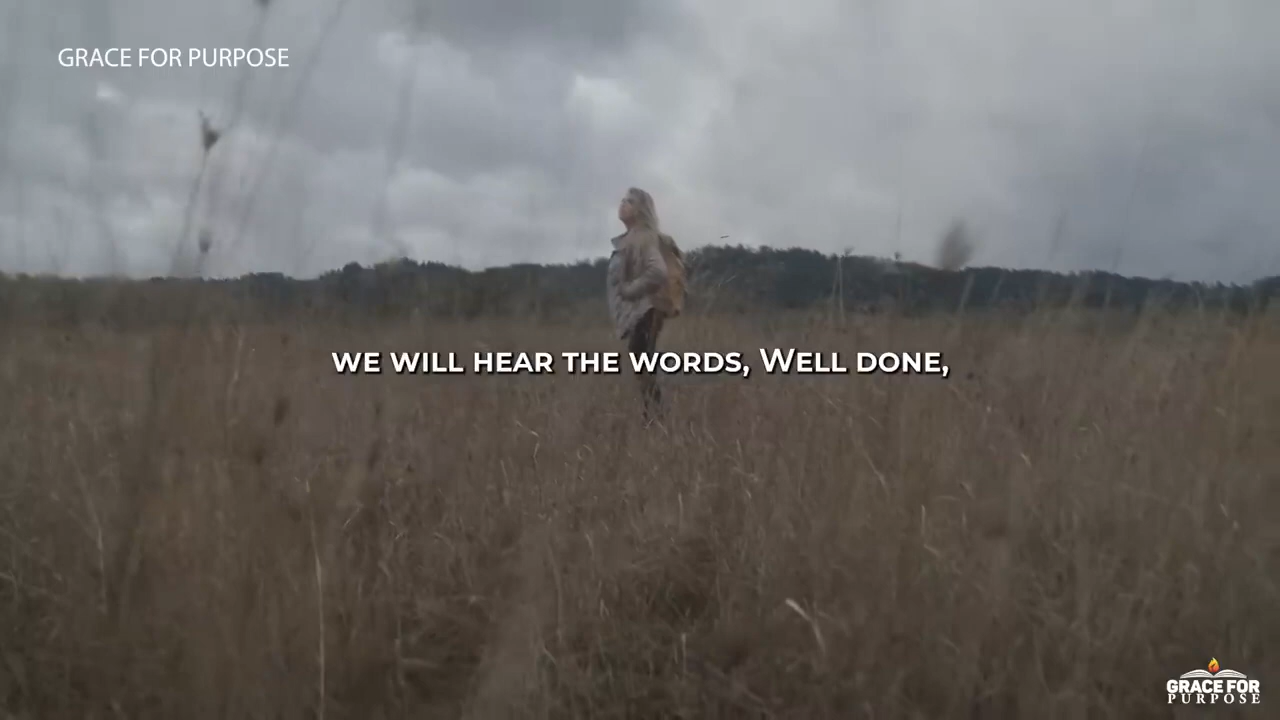 GRACE FOR PURPOSE
WE WILL HEAR THE WORDS, WELL DONE,
GRACE FOR
PURPOSE